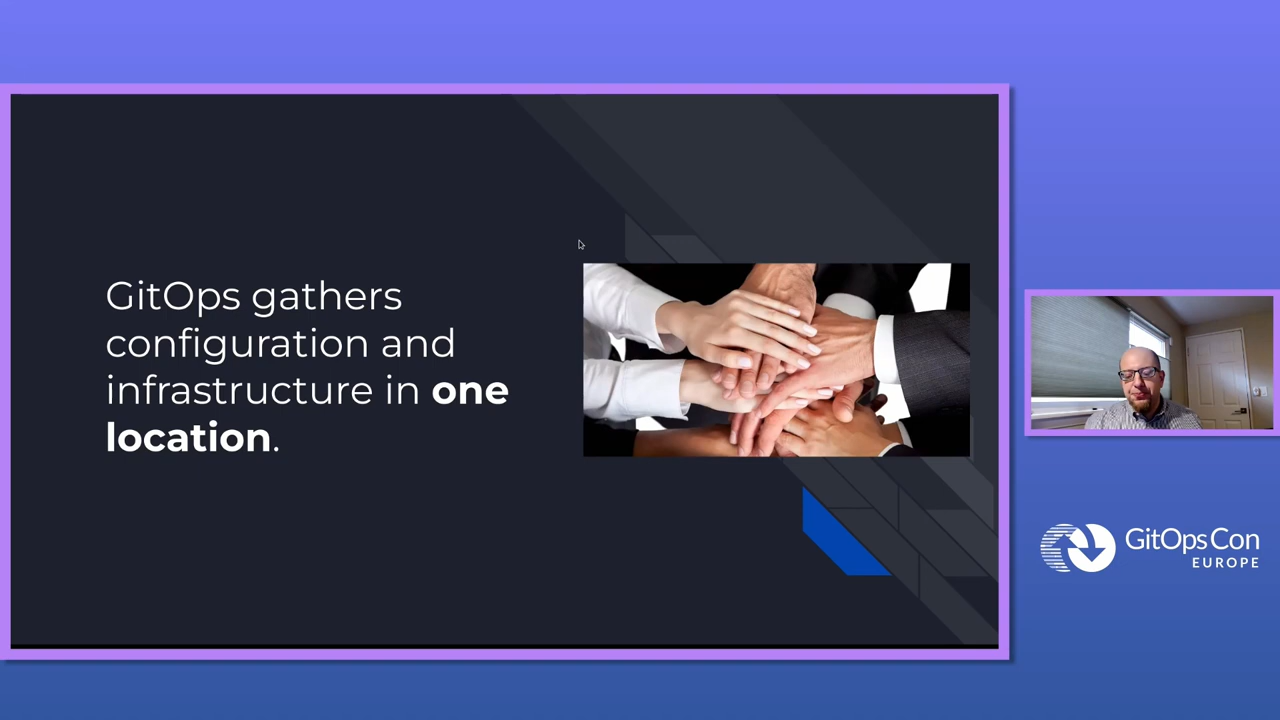 GitOps gathers
configuration and
infrastructure in one
location.
GitOpsCon
EUROPE